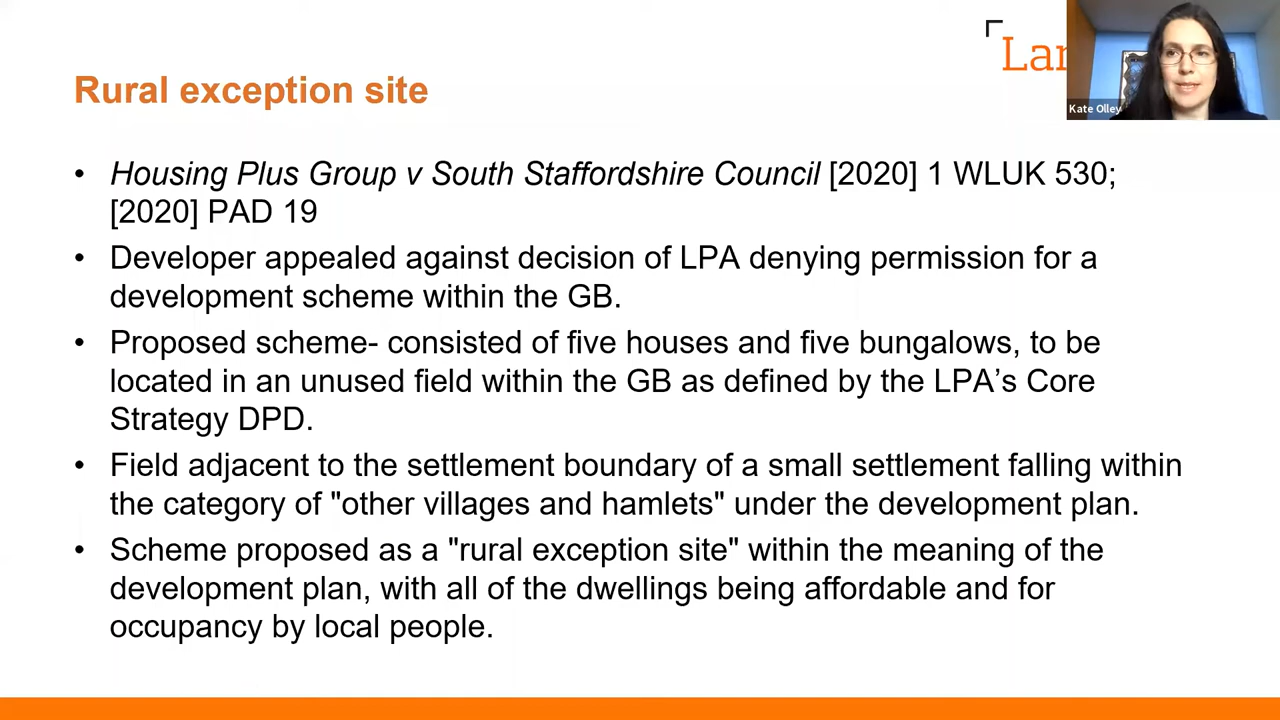 Lan
Kate Olley
Rural exception site
• Housing Plus Group v South Staffordshire Council [2020] 1 WLUK 530;
[2020] PAD 19
• Developer appealed against decision of LPA denying permission for a
development scheme within the GB.
• Proposed scheme- consisted of five houses and five bungalows, to be
located in an unused field within the GB as defined by the LPA’s Core
Strategy DPD.
• Field adjacent to the settlement boundary of a small settlement falling within
the category of "other villages and hamlets" under the development plan.
• Scheme proposed as a "rural exception site" within the meaning of the
development plan, with all of the dwellings being affordable and for
occupancy by local people.